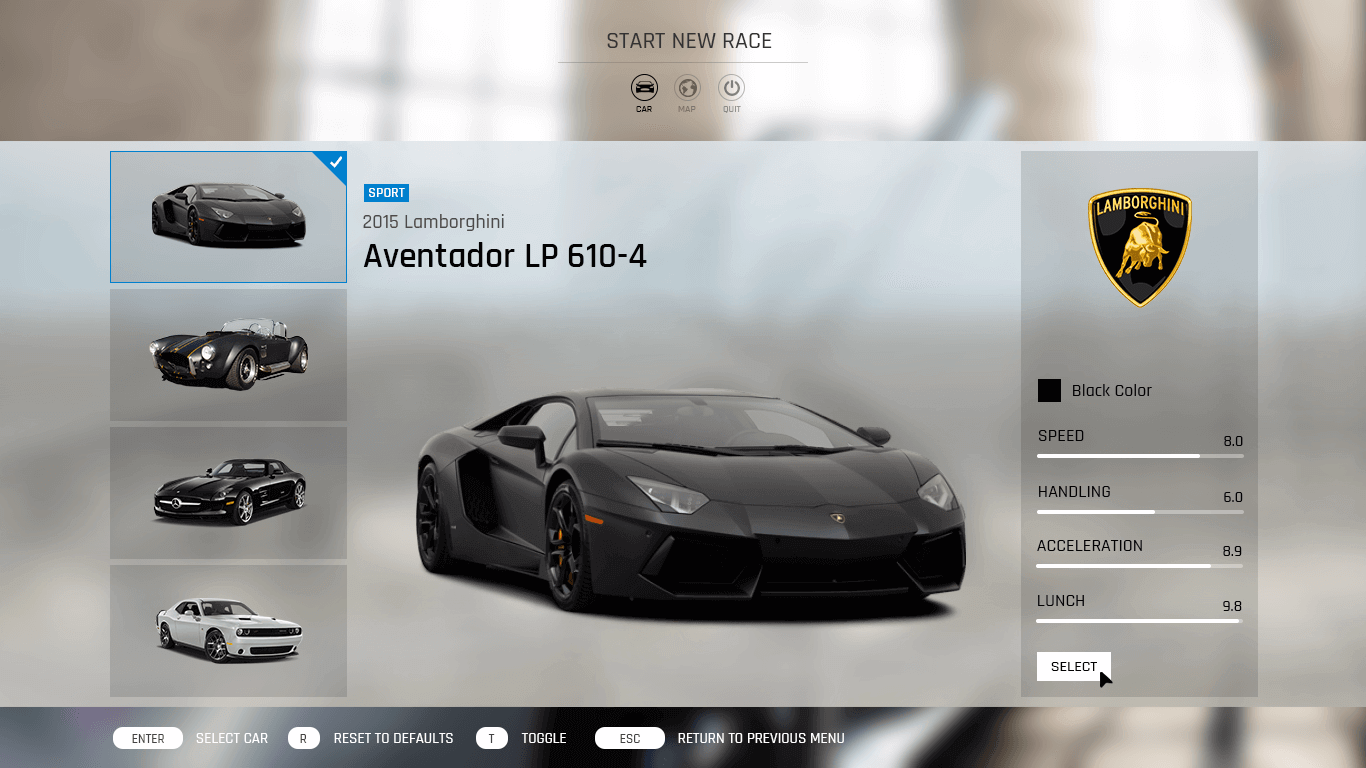 START NEW RACE
CAR
MAP
QUIT
SPORT
2015 Lamborghini
Aventador LP 610-4
LAMBORGHINI
Black Color
SPEED 8.0
HANDLING 6.0
ACCELERATION 8.9
LUNCH 9.8
SELECT
ENTER SELECT CAR R RESET TO DEFAULTS T TOGGLE ESC RETURN TO PREVIOUS MENU